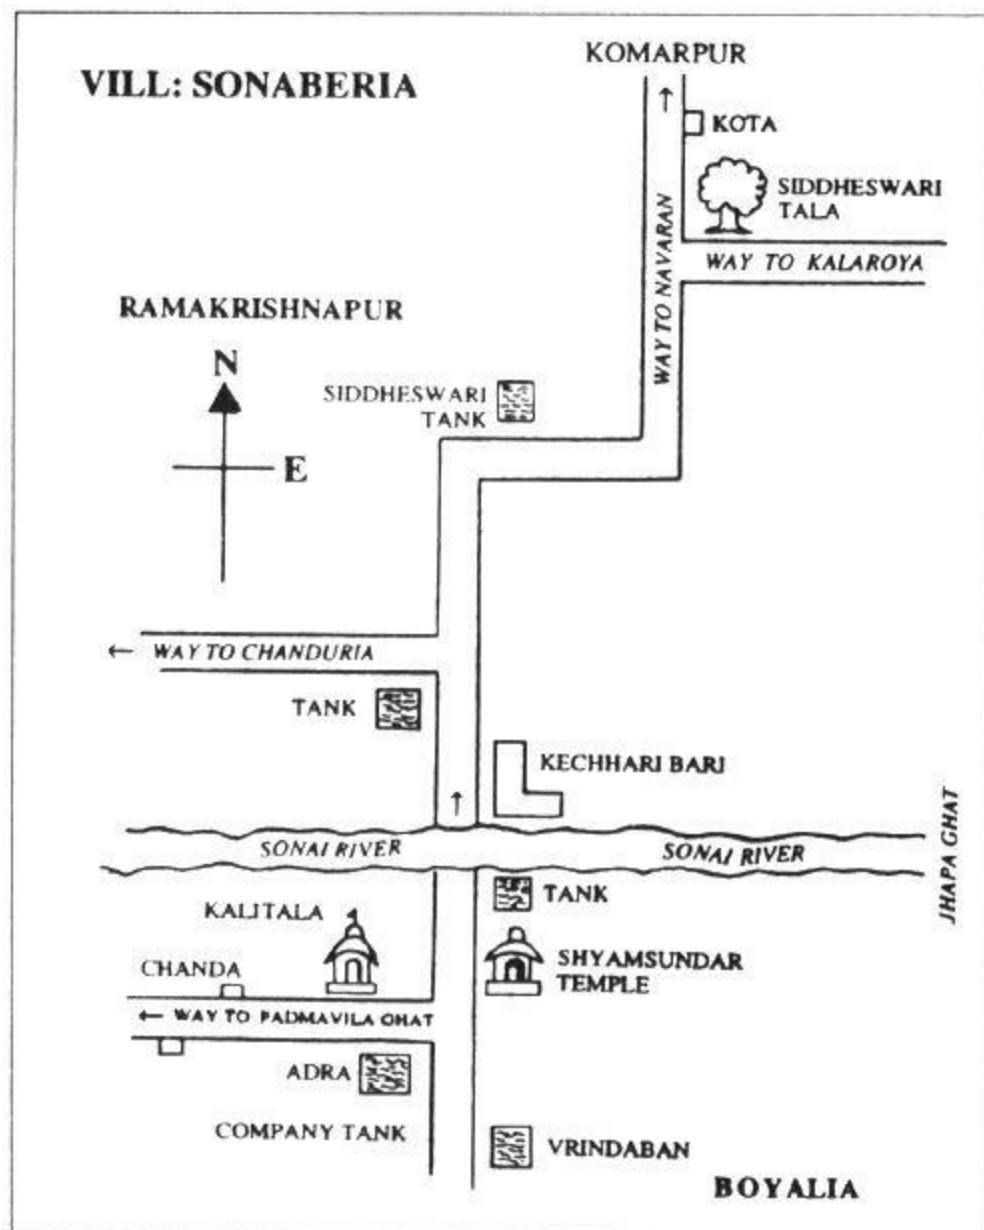 KOMARPUR
VILL: SONABERIA
↑
KOTA
SIDDHESWARI
TALA
WAY TO NAVARAN
WAY TO KALAROYA
RAMAKRISHNAPUR
N
SIDDHESWARI
TANK
E
← WAY TO CHANDURIA
TANK
KECHHARI BARI
↑
JHAPA GHAT
SONAI RIVER
SONAI RIVER
TANK
KALITALA
SHYAMSUNDAR
TEMPLE
CHANDA
← WAY TO PADMAVILA GHAT
ADRA
COMPANY TANK
VRINDABAN
BOYALIA